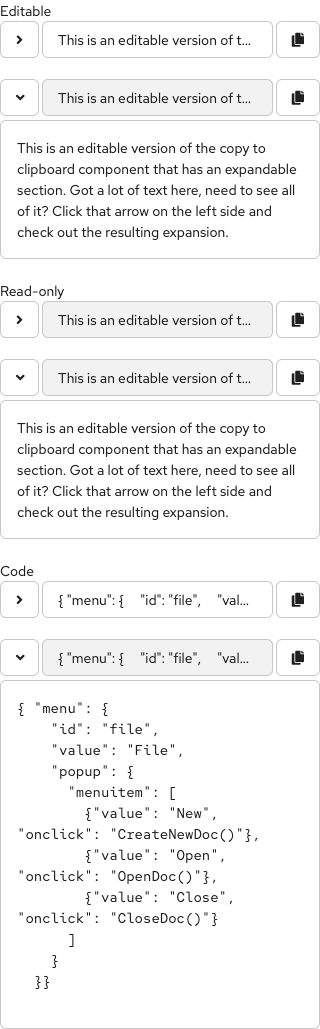 Editable
This is an editable version of t...
This is an editable version of t...
This is an editable version of the copy to
clipboard component that has an expandable
section. Got a lot of text here, need to see all
of it? Click that arrow on the left side and
check out the resulting expansion.
Read-only
This is an editable version of t...
This is an editable version of t...
This is an editable version of the copy to
clipboard component that has an expandable
section. Got a lot of text here, need to see all
of it? Click that arrow on the left side and
check out the resulting expansion.
Code
{ "menu": {    "id": "file",    "val...
{ "menu": {    "id": "file",    "val...
{ "menu": {
    "id": "file",
    "value": "File",
    "popup": {
      "menuitem": [
        {"value": "New",
"onclick": "CreateNewDoc()"},
        {"value": "Open",
"onclick": "OpenDoc()"},
        {"value": "Close",
"onclick": "CloseDoc()"}
      ]
    }
  }}